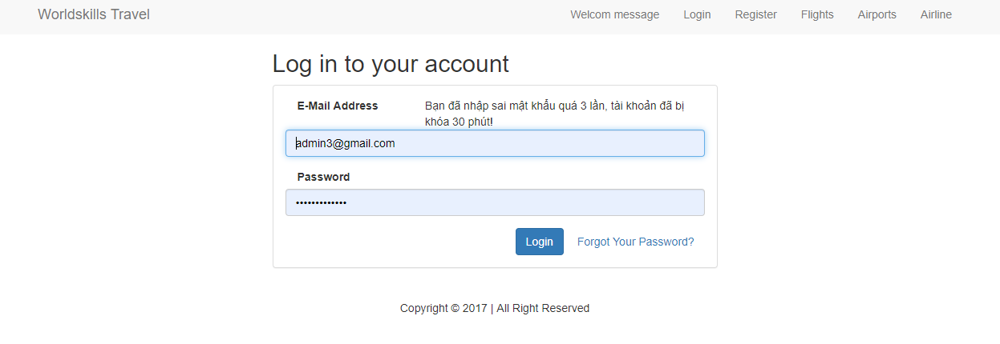 Worldskills Travel Welcom message Login Register Flights Airports Airline
Log in to your account
E-Mail Address
Bạn đã nhập sai mật khẩu quá 3 lần, tài khoản đã bị
khóa 30 phút!
admin3@gmail.com
Password
•••••••••••••
Login Forgot Your Password?
Copyright © 2017 | All Right Reserved